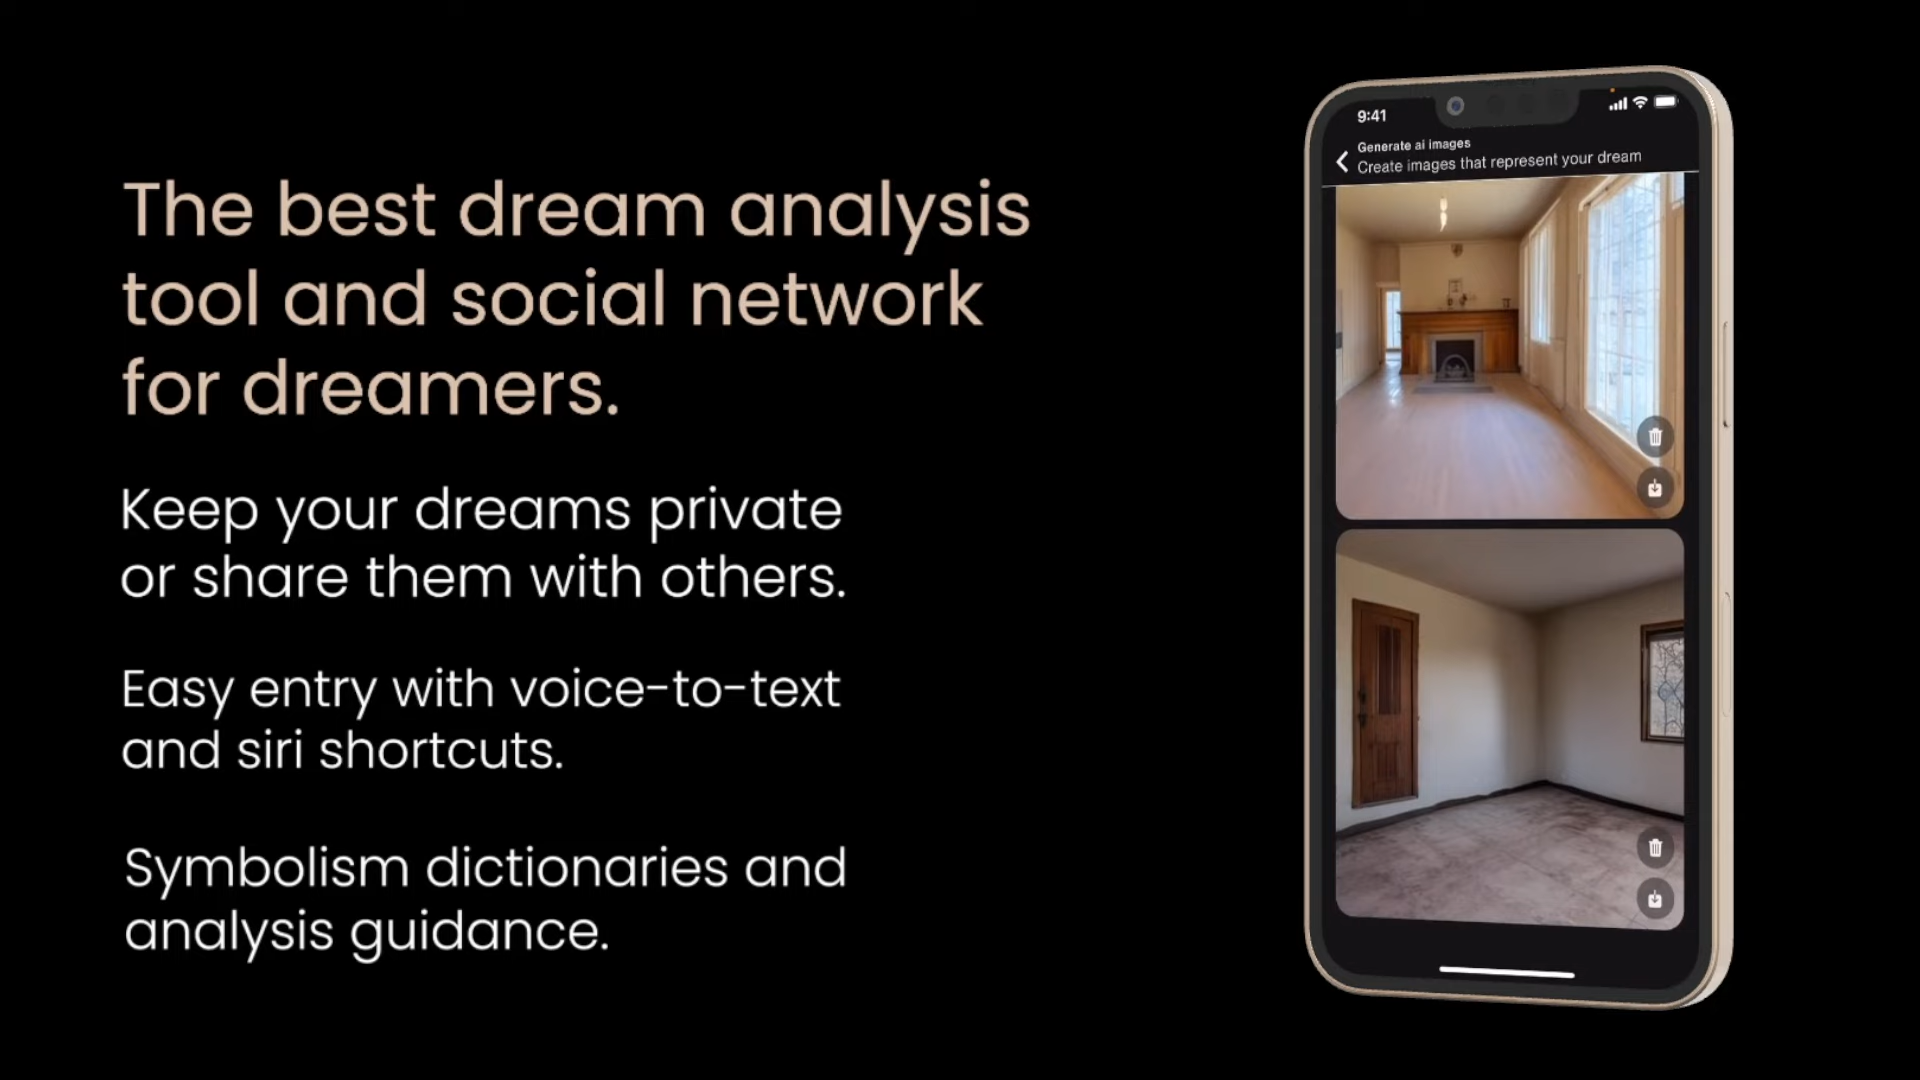 The best dream analysis
tool and social network
for dreamers.
Keep your dreams private
or share them with others.
Easy entry with voice-to-text
and siri shortcuts.
Symbolism dictionaries and
analysis guidance.
9:41
Generate ai images
Create images that represent your dream